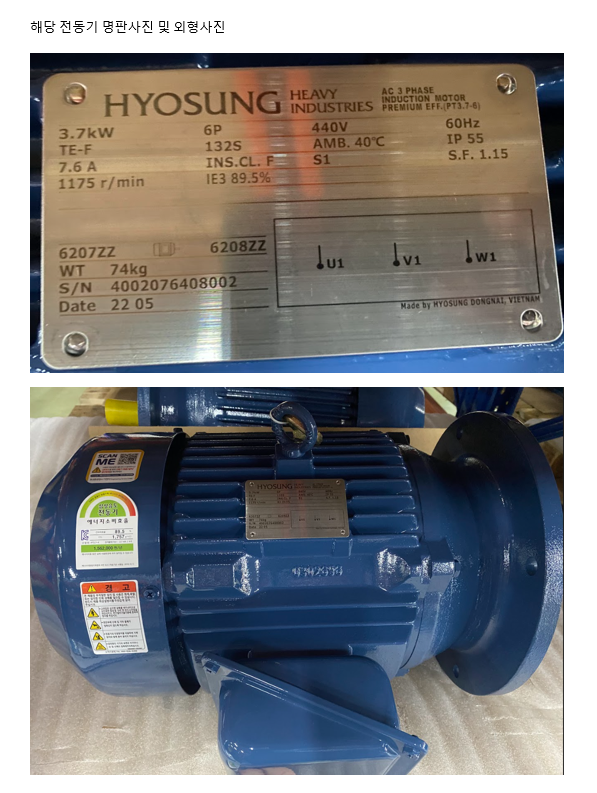 해당 전동기 명판사진 및 외형사진
HYOSUNG HEAVY INDUSTRIES
AC 3 PHASE
INDUCTION MOTOR
PREMIUM EFF.(PT3.7-6)
3.7kW 6P 440V 60Hz
TE-F 132S AMB. 40℃ IP 55
7.6 A INS.CL. F S1 S.F. 1.15
1175 r/min IE3 89.5%
6207ZZ 6208ZZ
WT 74kg
S/N 4002076408002
Date 22 05
U1 V1 W1
Made by HYOSUNG DONGNAI, VIETNAM
SCAN
ME
전동기
에너지소비효율
경고
HYOSUNG